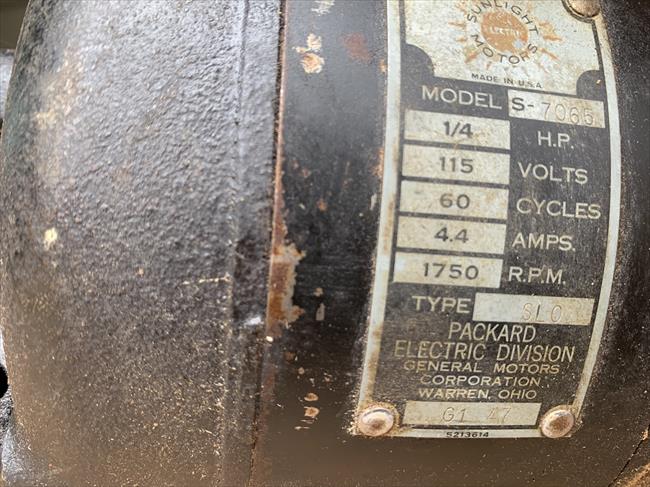 SUNLIGHT
ELECTRIC
MOTORS
MADE IN U.S.A.
MODEL S-7065
1/4 H.P.
115 VOLTS
60 CYCLES
4.4 AMPS.
1750 R.P.M.
TYPE SLO
PACKARD
ELECTRIC DIVISION
GENERAL MOTORS
CORPORATION
WARREN, OHIO
G1 47
5213614